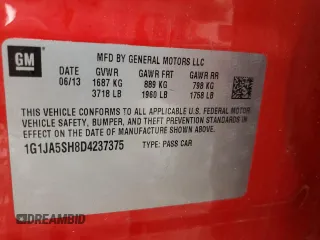 GM
MFD BY GENERAL MOTORS LLC
DATE GVWR GAWR FRT GAWR RR
06/13 1687 KG 889 KG 798 KG
3718 LB 1960 LB 1758 LB
THIS VEHICLE CONFORMS TO ALL APPLICABLE U.S. FEDERAL MOTOR
VEHICLE SAFETY, BUMPER, AND THEFT PREVENTION STANDARDS IN
EFFECT ON THE DATE OF MANUFACTURE SHOWN ABOVE.
1G1JA5SH8D4237375
TYPE: PASS CAR
AutoBidHistory